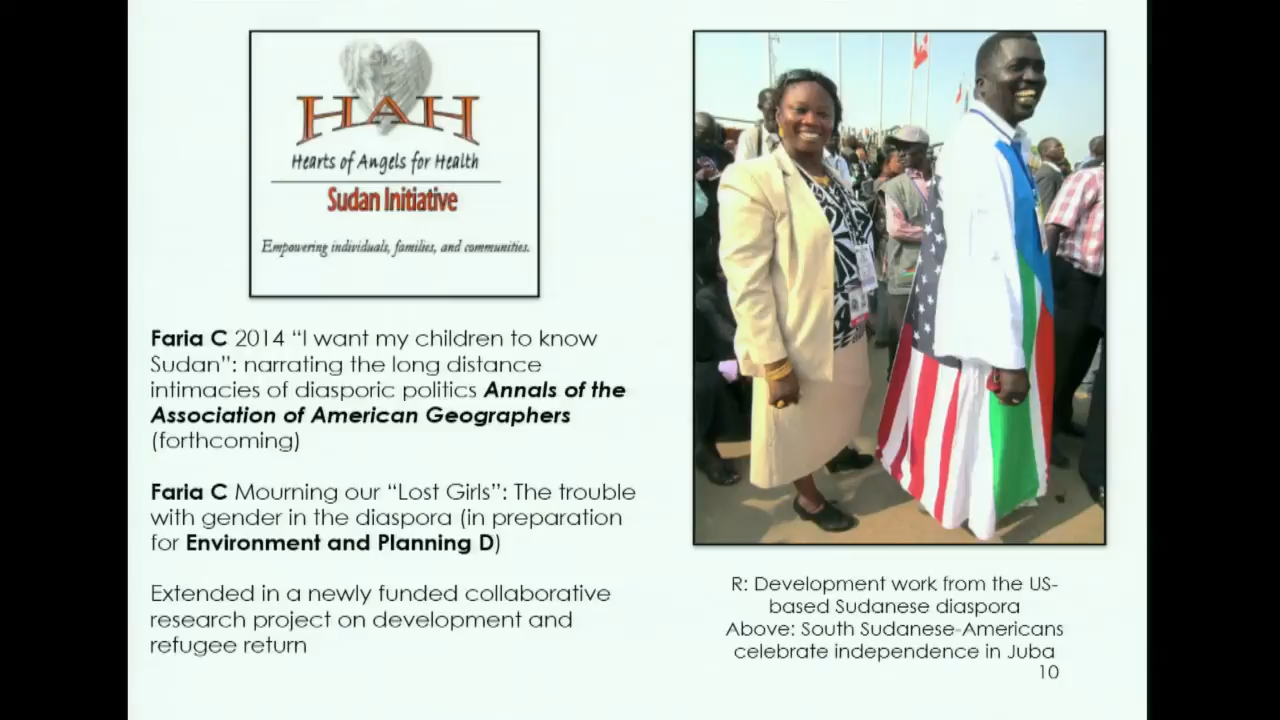 HAH
Hearts of Angels for Health
Sudan Initiative
Empowering individuals, families, and communities.
Faria C 2014 “I want my children to know
Sudan”: narrating the long distance
intimacies of diasporic politics Annals of the
Association of American Geographers
(forthcoming)
Faria C Mourning our “Lost Girls”: The trouble
with gender in the diaspora (in preparation
for Environment and Planning D)
Extended in a newly funded collaborative
research project on development and
refugee return
R: Development work from the US-
based Sudanese diaspora
Above: South Sudanese-Americans
celebrate independence in Juba
10